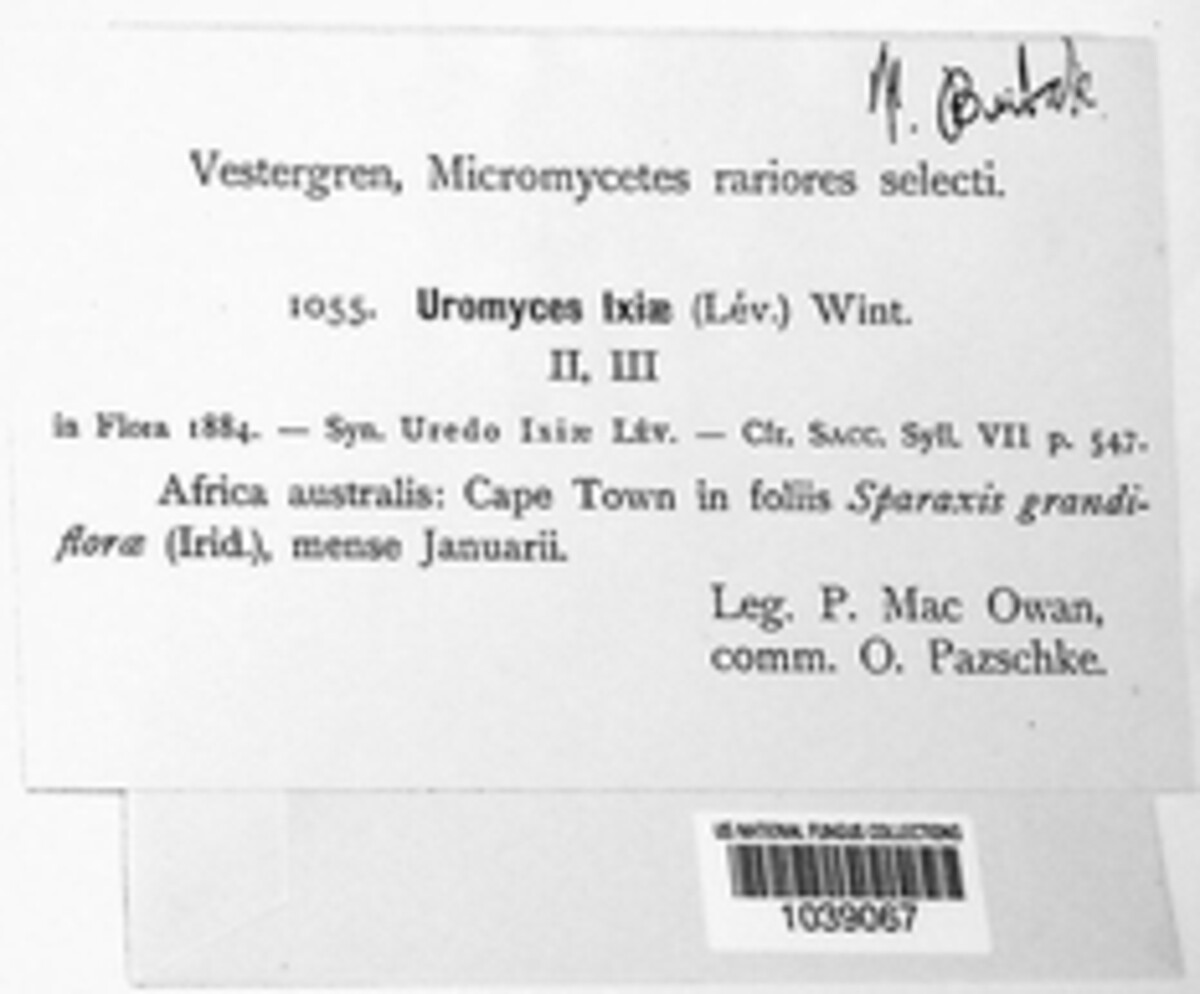 Vestergren, Micromycetes rariores selecti.
1055. Uromyces Ixiæ (Lév.) Wint.
II, III
in Flora 1884. — Syn. Uredo Ixiæ Lév. — Cfr. SACC. Syll. VII p. 547.
Africa australis: Cape Town in foliis Sparaxis grandi-
floræ (Irid.), mense Januarii.
Leg. P. Mac Owan,
comm. O. Pazschke.
US NATIONAL FUNGUS COLLECTIONS
1039067